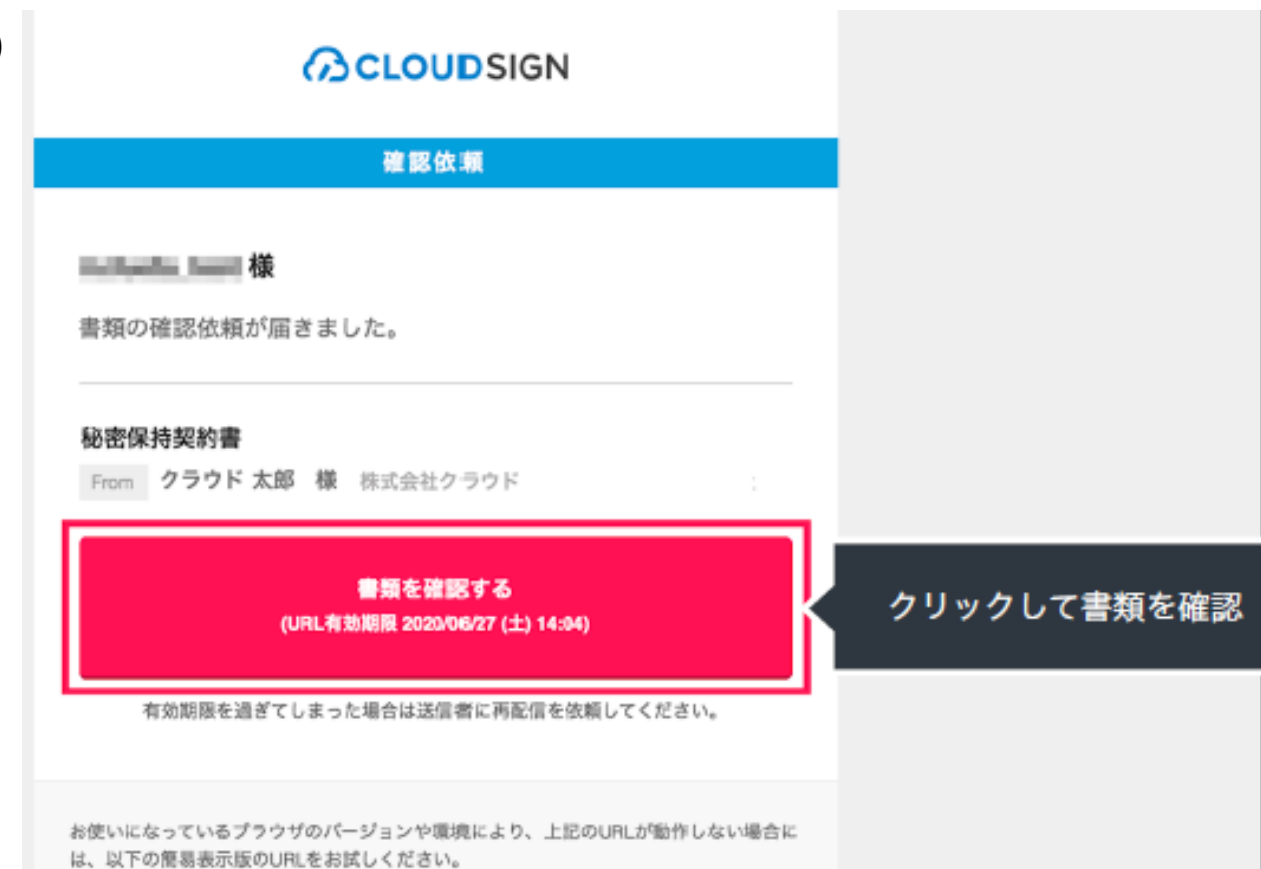 )
CLOUDSIGN
確認依頼
様
書類の確認依頼が届きました。
秘密保持契約書
From クラウド 太郎 様 株式会社クラウド :
書類を確認する
(URL有効期限 2020/06/27 (土) 14:04)
クリックして書類を確認
有効期限を過ぎてしまった場合は送信者に再配信を依頼してください。
お使いになっているブラウザのバージョンや環境により、上記のURLが動作しない場合に
は、以下の簡易表示版のURLをお試しください。